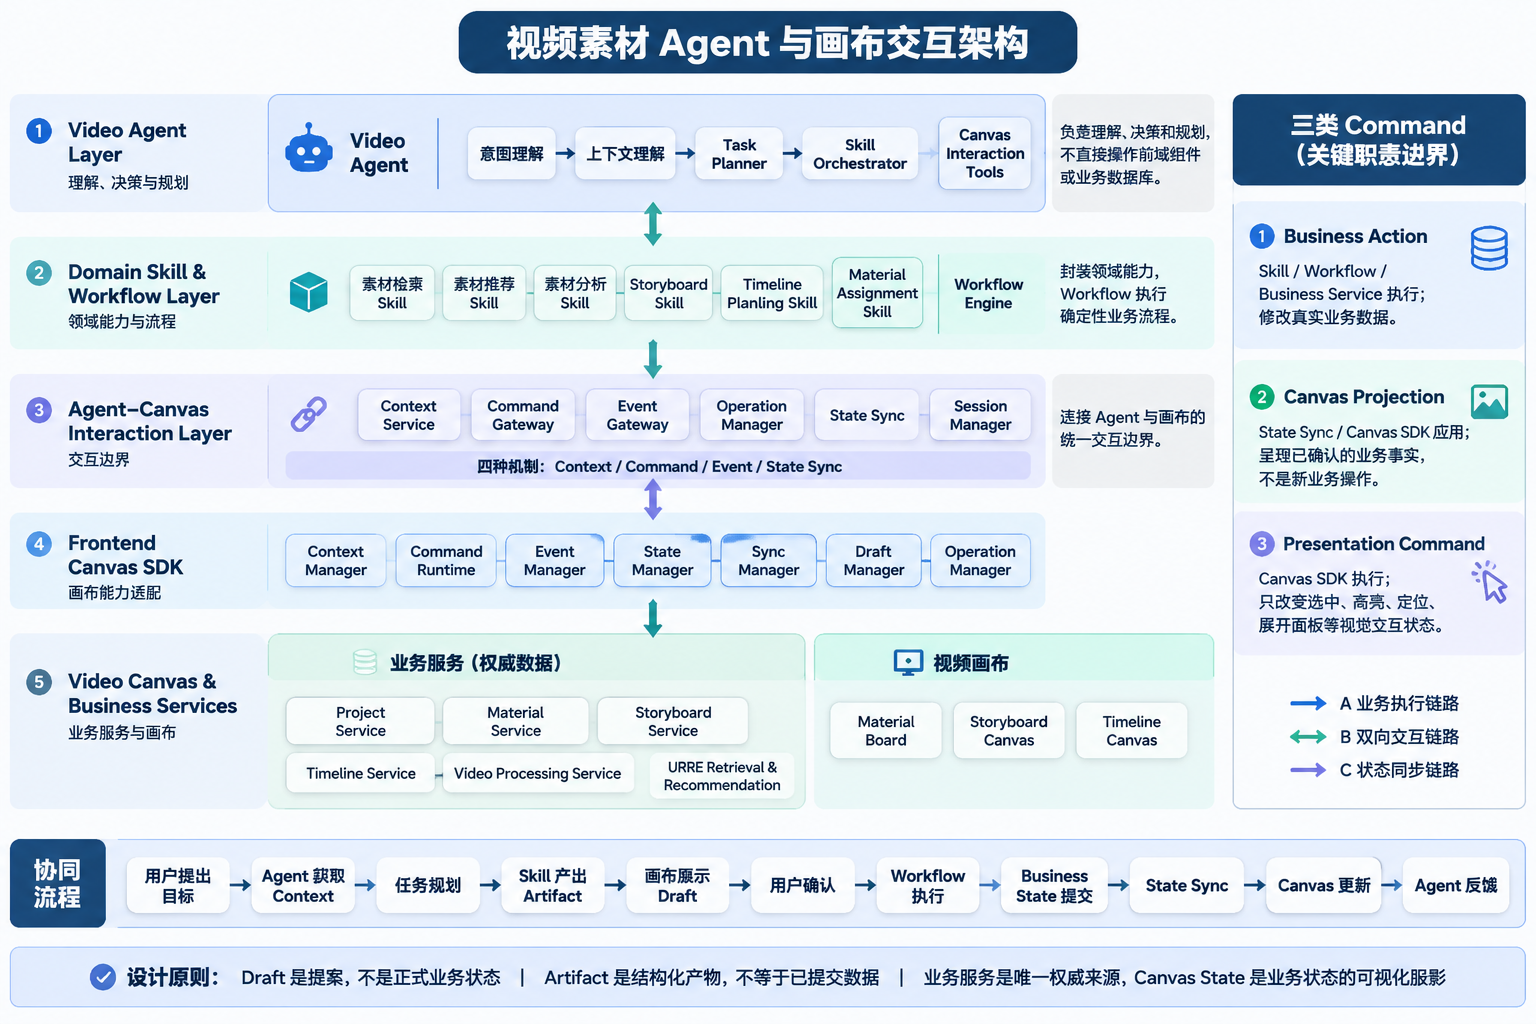 视频素材 Agent 与画布交互架构
1
Video Agent
Layer
理解、决策与规划
Video
Agent
意图理解
上下文理解
Task
Planner
Skill
Orchestrator
Canvas
Interaction
Tools
负责理解、决策和规划,
不直接操作前域组件
或业务数据库。
2
Domain Skill &
Workflow Layer
领域能力与流程
素材检索
Skill
素材推荐
Skill
素材分析
Skill
Storyboard
Skill
Timeline
Planling Skill
Material
Assignment
Skill
Workflow
Engine
封装领域能力，
Workflow 执行
确定性业务流程。
3
Agent–Canvas
Interaction Layer
交互边界
Context
Service
Command
Gateway
Event
Gateway
Operation
Manager
State Sync
Session
Manager
四种机制：Context / Command / Event / State Sync
连接 Agent 与画布的
统一交互边界。
4
Frontend
Canvas SDK
画布能力适配
Context
Manager
Command
Runtime
Event
Manager
State
Manager
Sync
Manager
Draft
Manager
Operation
Manager
5
Video Canvas &
Business Services
业务服务与画布
业务服务（权威数据）
Project
Service
Material
Service
Storyboard
Service
Timeline Service
Video Processing Service
URRE Retrieval &
Recommendation
视频画布
Material
Board
Storyboard
Canvas
Timeline
Canvas
三类 Command
（关键职责边界）
1 Business Action
Skill / Workflow /
Business Service 执行；
修改真实业务数据。
2 Canvas Projection
State Sync / Canvas SDK 应用；
呈现已确认的业务事实，
不是新业务操作。
3 Presentation Command
Canvas SDK 执行；
只改变选中、高亮、定位、
展开面板等视觉交互状态。
A 业务执行链路
B 双向交互链路
C 状态同步链路
协同
流程
用户提出
目标
Agent 获取
Context
任务规划
Skill 产出
Artifact
画布展示
Draft
用户确认
Workflow
执行
Business
State 提交
State Sync
Canvas 更新
Agent 反馈
设计原则： Draft 是提案，不是正式业务状态 | Artifact 是结构化产物，不等于已提交数据 | 业务服务是唯一权威来源，Canvas State 是业务状态的可视化服影